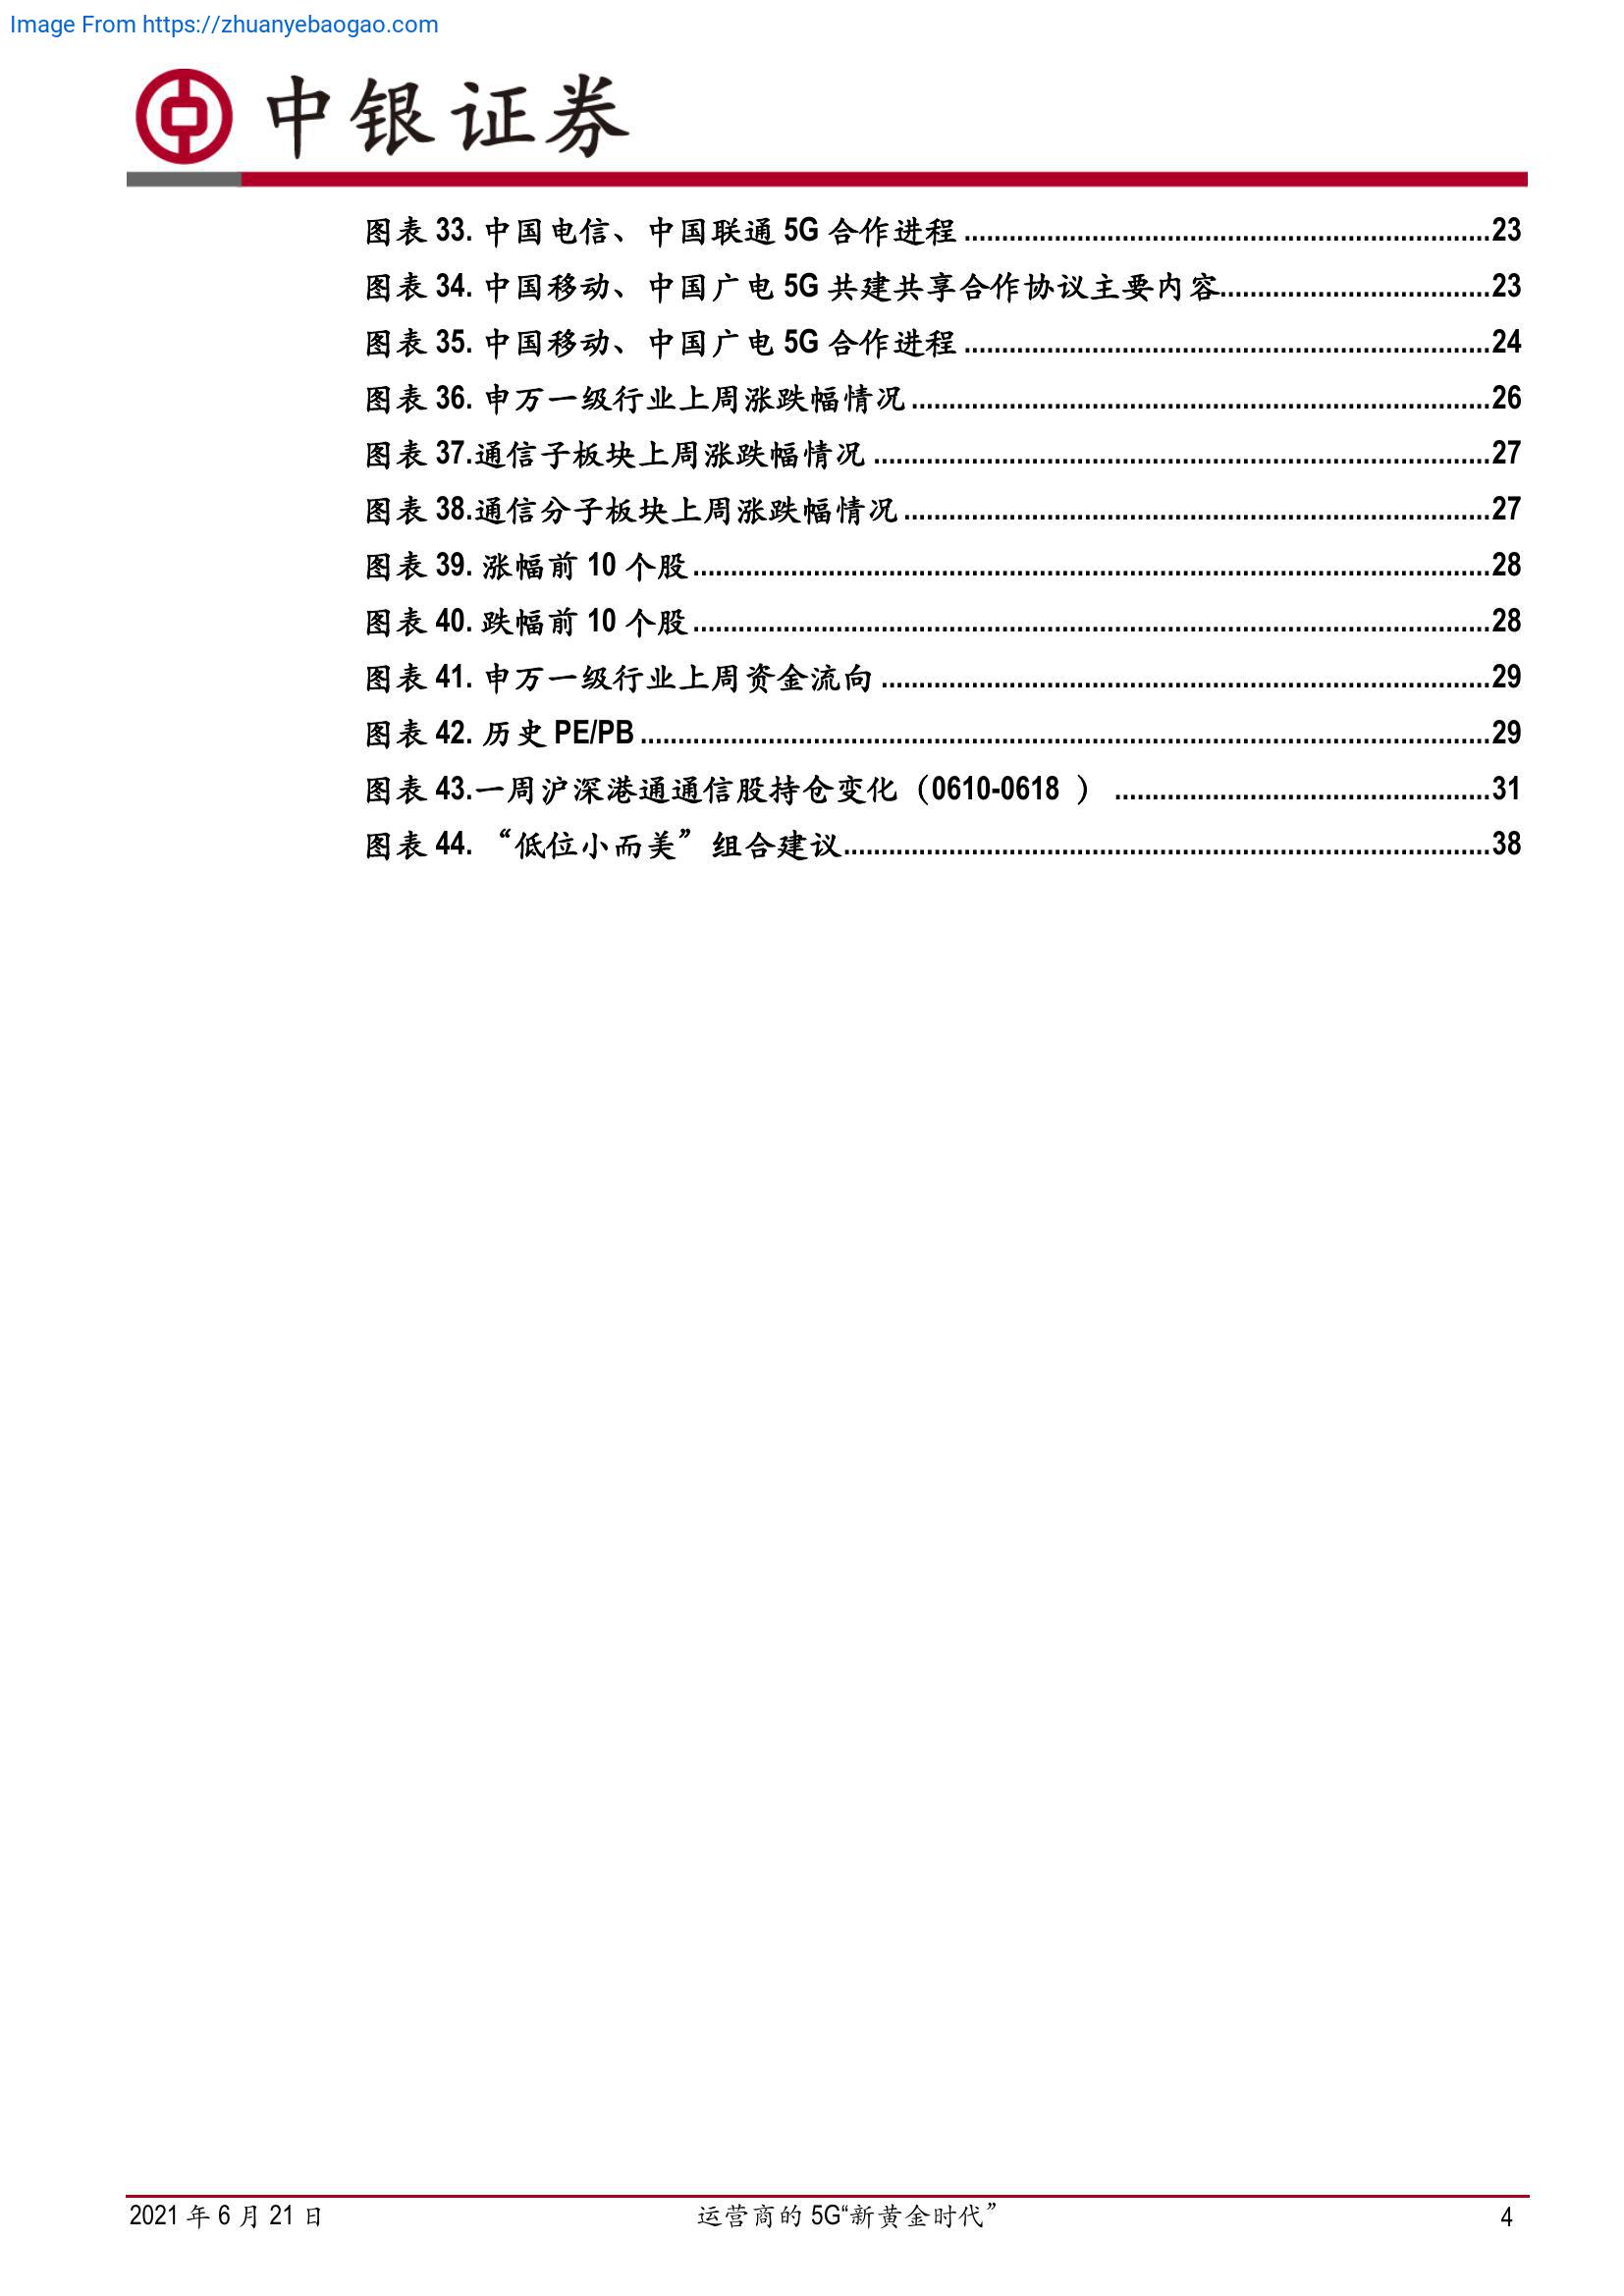 Image From https://zhuanyebaogao.com
中银证券
图表 33. 中国电信、中国联通 5G 合作进程 ........................................................................23
图表 34. 中国移动、中国广电 5G 共建共享合作协议主要内容....................................23
图表 35. 中国移动、中国广电 5G 合作进程 ........................................................................24
图表 36. 申万一级行业上周涨跌幅情况 ...............................................................................26
图表 37.通信子板块上周涨跌幅情况 ....................................................................................27
图表 38.通信分子板块上周涨跌幅情况 ................................................................................27
图表 39. 涨幅前 10 个股 ............................................................................................................28
图表 40. 跌幅前 10 个股 ............................................................................................................28
图表 41. 申万一级行业上周资金流向 ...................................................................................29
图表 42. 历史 PE/PB ...................................................................................................................29
图表 43.一周沪深港通通信股持仓变化（0610-0618 ） ...................................................31
图表 44. “低位小而美”组合建议........................................................................................38
2021 年 6 月 21 日
运营商的 5G“新黄金时代”
4